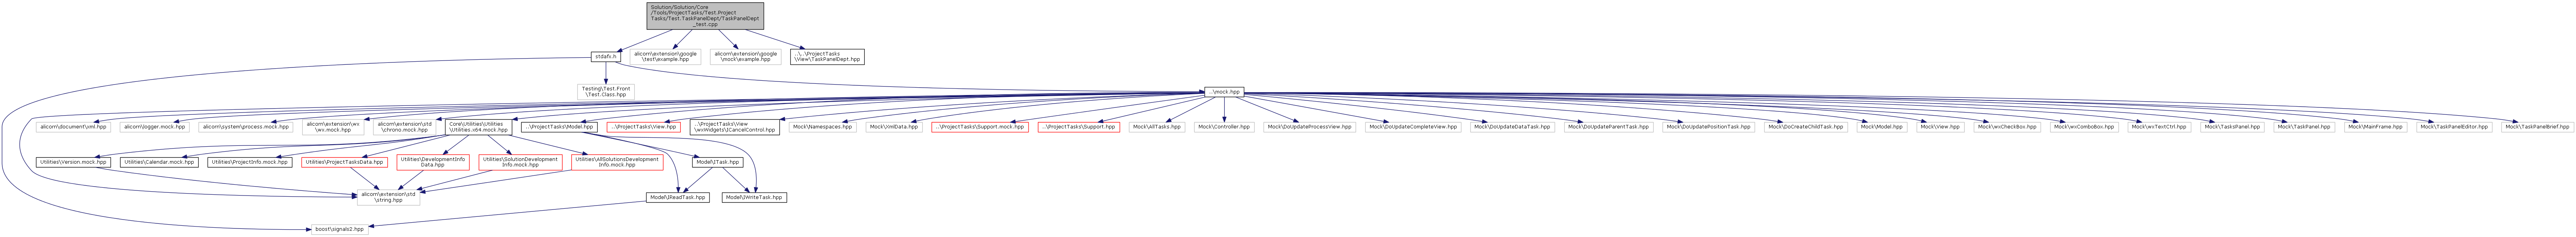 Solution/Solution/Core
/Tools/ProjectTasks/Test.Project
Tasks/Test.TaskPanelDept/TaskPanelDept
_test.cpp
stdafx.h
alicorn\extension\google
\test\example.hpp
alicorn\extension\google
\mock\example.hpp
..\..\ProjectTasks
\View\TaskPanelDept.hpp
Testing\Test.Front
\Test.Class.hpp
..\mock.hpp
alicorn\document\xml.hpp
alicorn\logger.mock.hpp
alicorn\system\process.mock.hpp
alicorn\extension\wx
\wx.mock.hpp
alicorn\extension\std
\chrono.mock.hpp
Core\Utilities\Utilities
\Utilities.x64.mock.hpp
..\ProjectTasks\Model.hpp
..\ProjectTasks\View.hpp
..\ProjectTasks\View
\wxWidgets\ICancelControl.hpp
Mock\Namespaces.hpp
Mock\XmlData.hpp
..\ProjectTasks\Support.mock.hpp
..\ProjectTasks\Support.hpp
Mock\AllTasks.hpp
Mock\Controller.hpp
Mock\DoUpdateProcessView.hpp
Mock\DoUpdateCompleteView.hpp
Mock\DoUpdateDataTask.hpp
Mock\DoUpdateParentTask.hpp
Mock\DoUpdatePositionTask.hpp
Mock\DoCreateChildTask.hpp
Mock\Model.hpp
Mock\View.hpp
Mock\wxCheckBox.hpp
Mock\wxComboBox.hpp
Mock\wxTextCtrl.hpp
Mock\TasksPanel.hpp
Mock\TaskPanel.hpp
Mock\MainFrame.hpp
Mock\TaskPanelEditor.hpp
Mock\TaskPanelBrief.hpp
Utilities\Version.mock.hpp
Utilities\Calendar.mock.hpp
Utilities\ProjectInfo.mock.hpp
Utilities\ProjectTasksData.hpp
Utilities\DevelopmentInfo
Data.hpp
Utilities\SolutionDevelopment
Info.mock.hpp
Utilities\AllSolutionsDevelopment
Info.mock.hpp
Model\ITask.hpp
alicorn\extension\std
\string.hpp
Model\IReadTask.hpp
Model\IWriteTask.hpp
boost\signals2.hpp